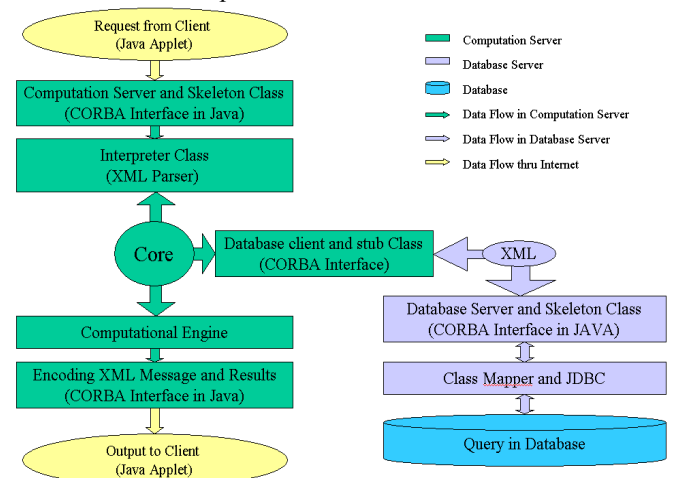 Request from Client
(Java Applet)
Computation Server and Skeleton Class
(CORBA Interface in Java)
Interpreter Class
(XML Parser)
Core
Database client and stub Class
(CORBA Interface)
XML
Computational Engine
Encoding XML Message and Results
(CORBA Interface in Java)
Output to Client
(Java Applet)
Database Server and Skeleton Class
(CORBA Interface in JAVA)
Class Mapper and JDBC
Query in Database
Computation Server
Database Server
Database
Data Flow in Computation Server
Data Flow in Database Server
Data Flow thru Internet